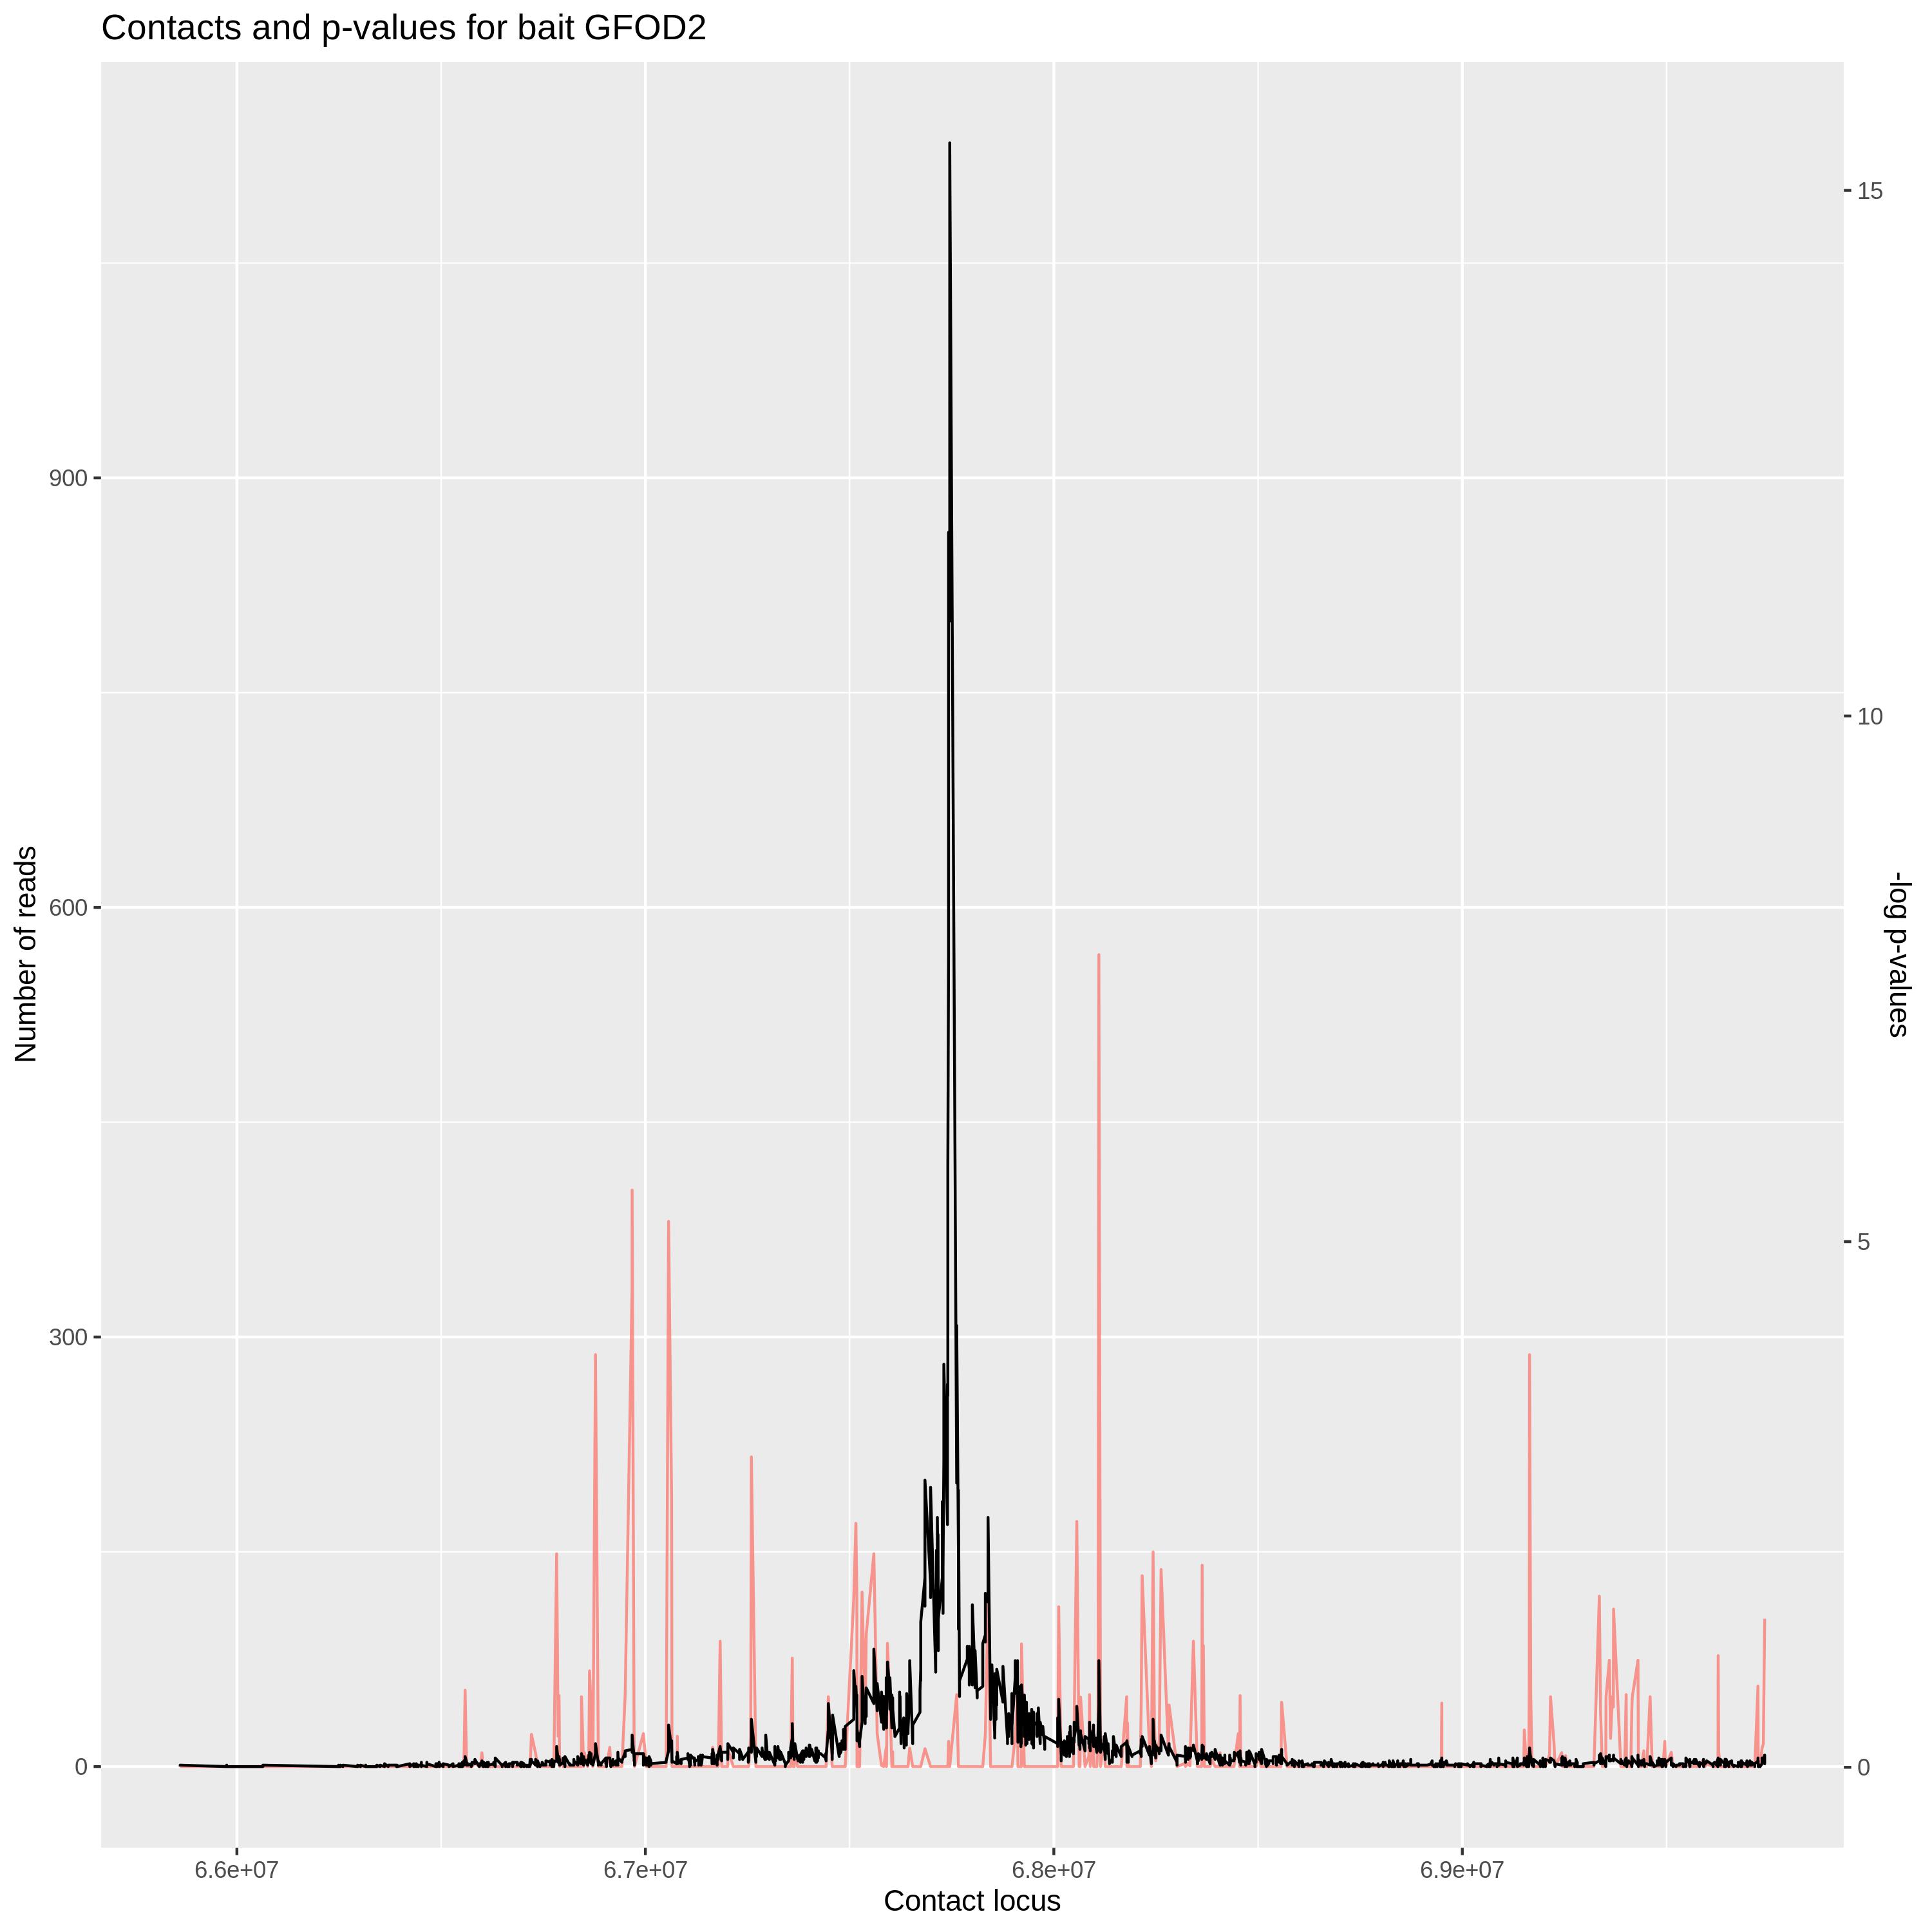 Contacts and p-values for bait GFOD2
Number of reads
900
600
300
0
15
10
5
0
-log p-values
6.6e+07
6.7e+07
6.8e+07
6.9e+07
Contact locus